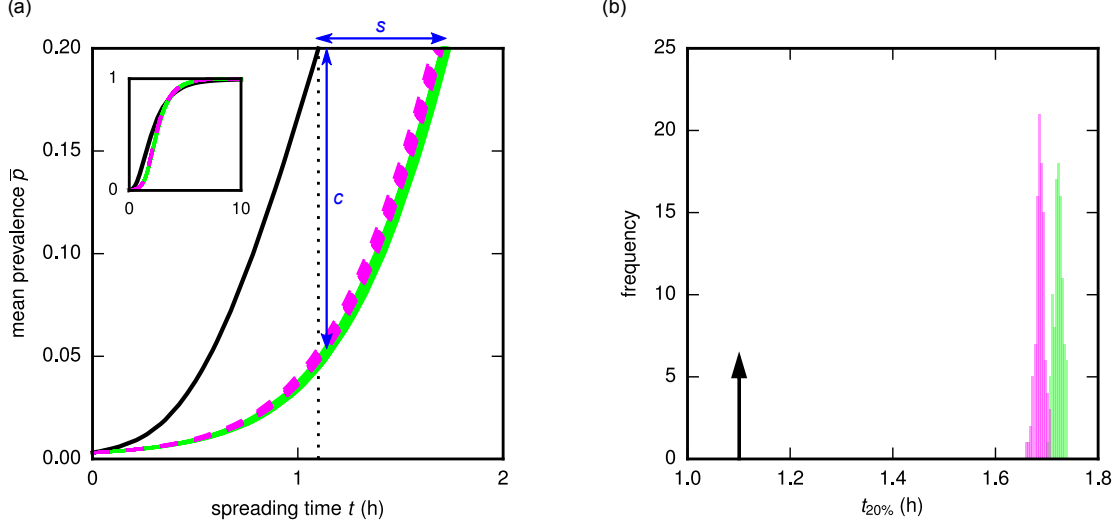 (a)
(b)
s
c
0.20
0.15
0.10
0.05
0.00
0
1
2
mean prevalence p̅
spreading time t (h)
1
0
0
10
25
20
15
10
5
0
1.0
1.2
1.4
1.6
1.8
frequency
t20% (h)